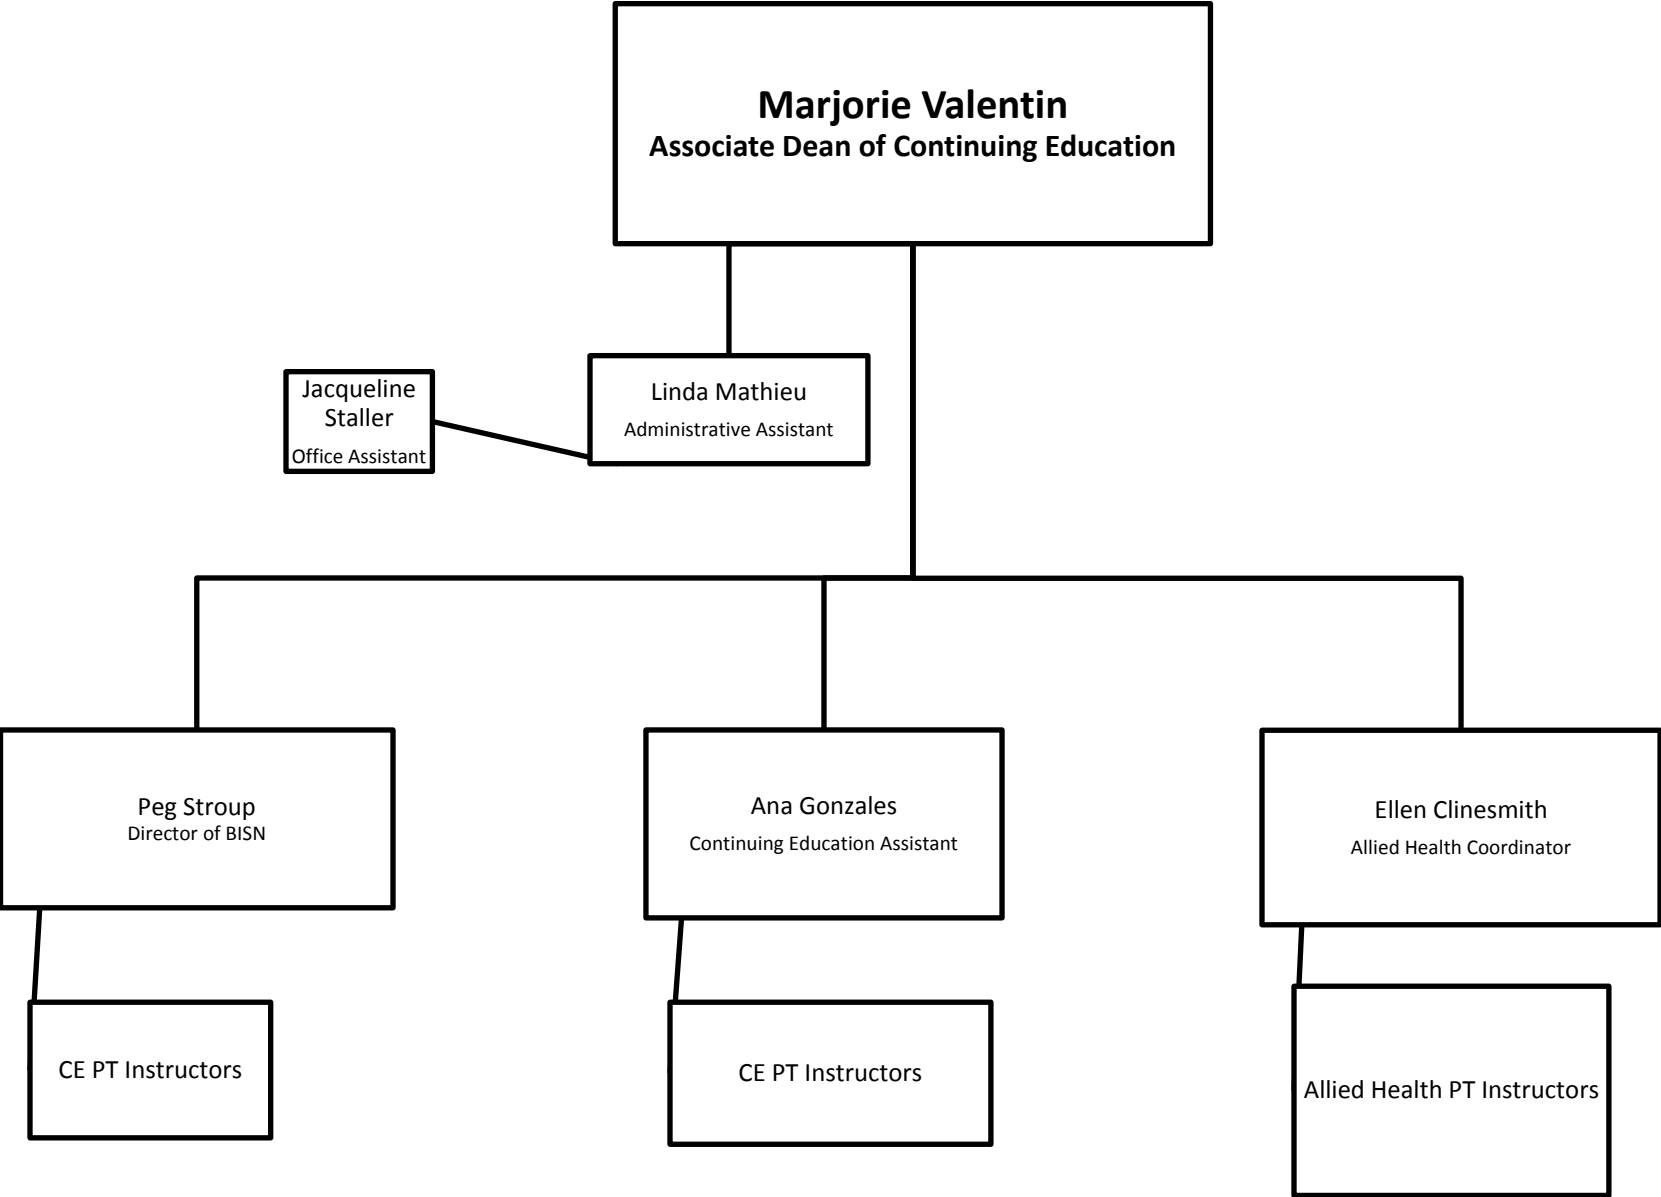 Marjorie Valentin
Associate Dean of Continuing Education
Jacqueline
Staller
Office Assistant
Linda Mathieu
Administrative Assistant
Peg Stroup
Director of BISN
Ana Gonzales
Continuing Education Assistant
Ellen Clinesmith
Allied Health Coordinator
CE PT Instructors
CE PT Instructors
Allied Health PT Instructors